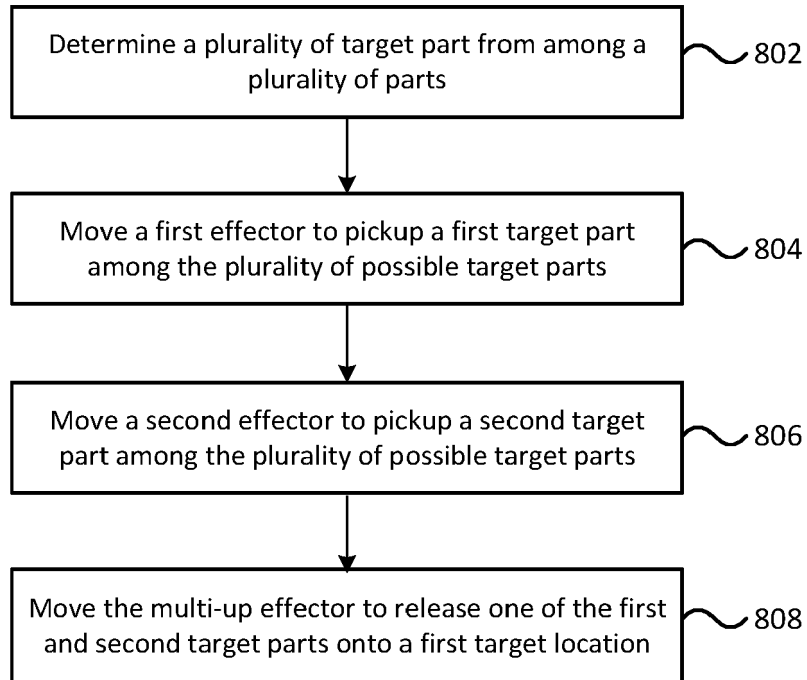 Determine a plurality of target part from among a
plurality of parts
802
Move a first effector to pickup a first target part
among the plurality of possible target parts
804
Move a second effector to pickup a second target
part among the plurality of possible target parts
806
Move the multi-up effector to release one of the first
and second target parts onto a first target location
808